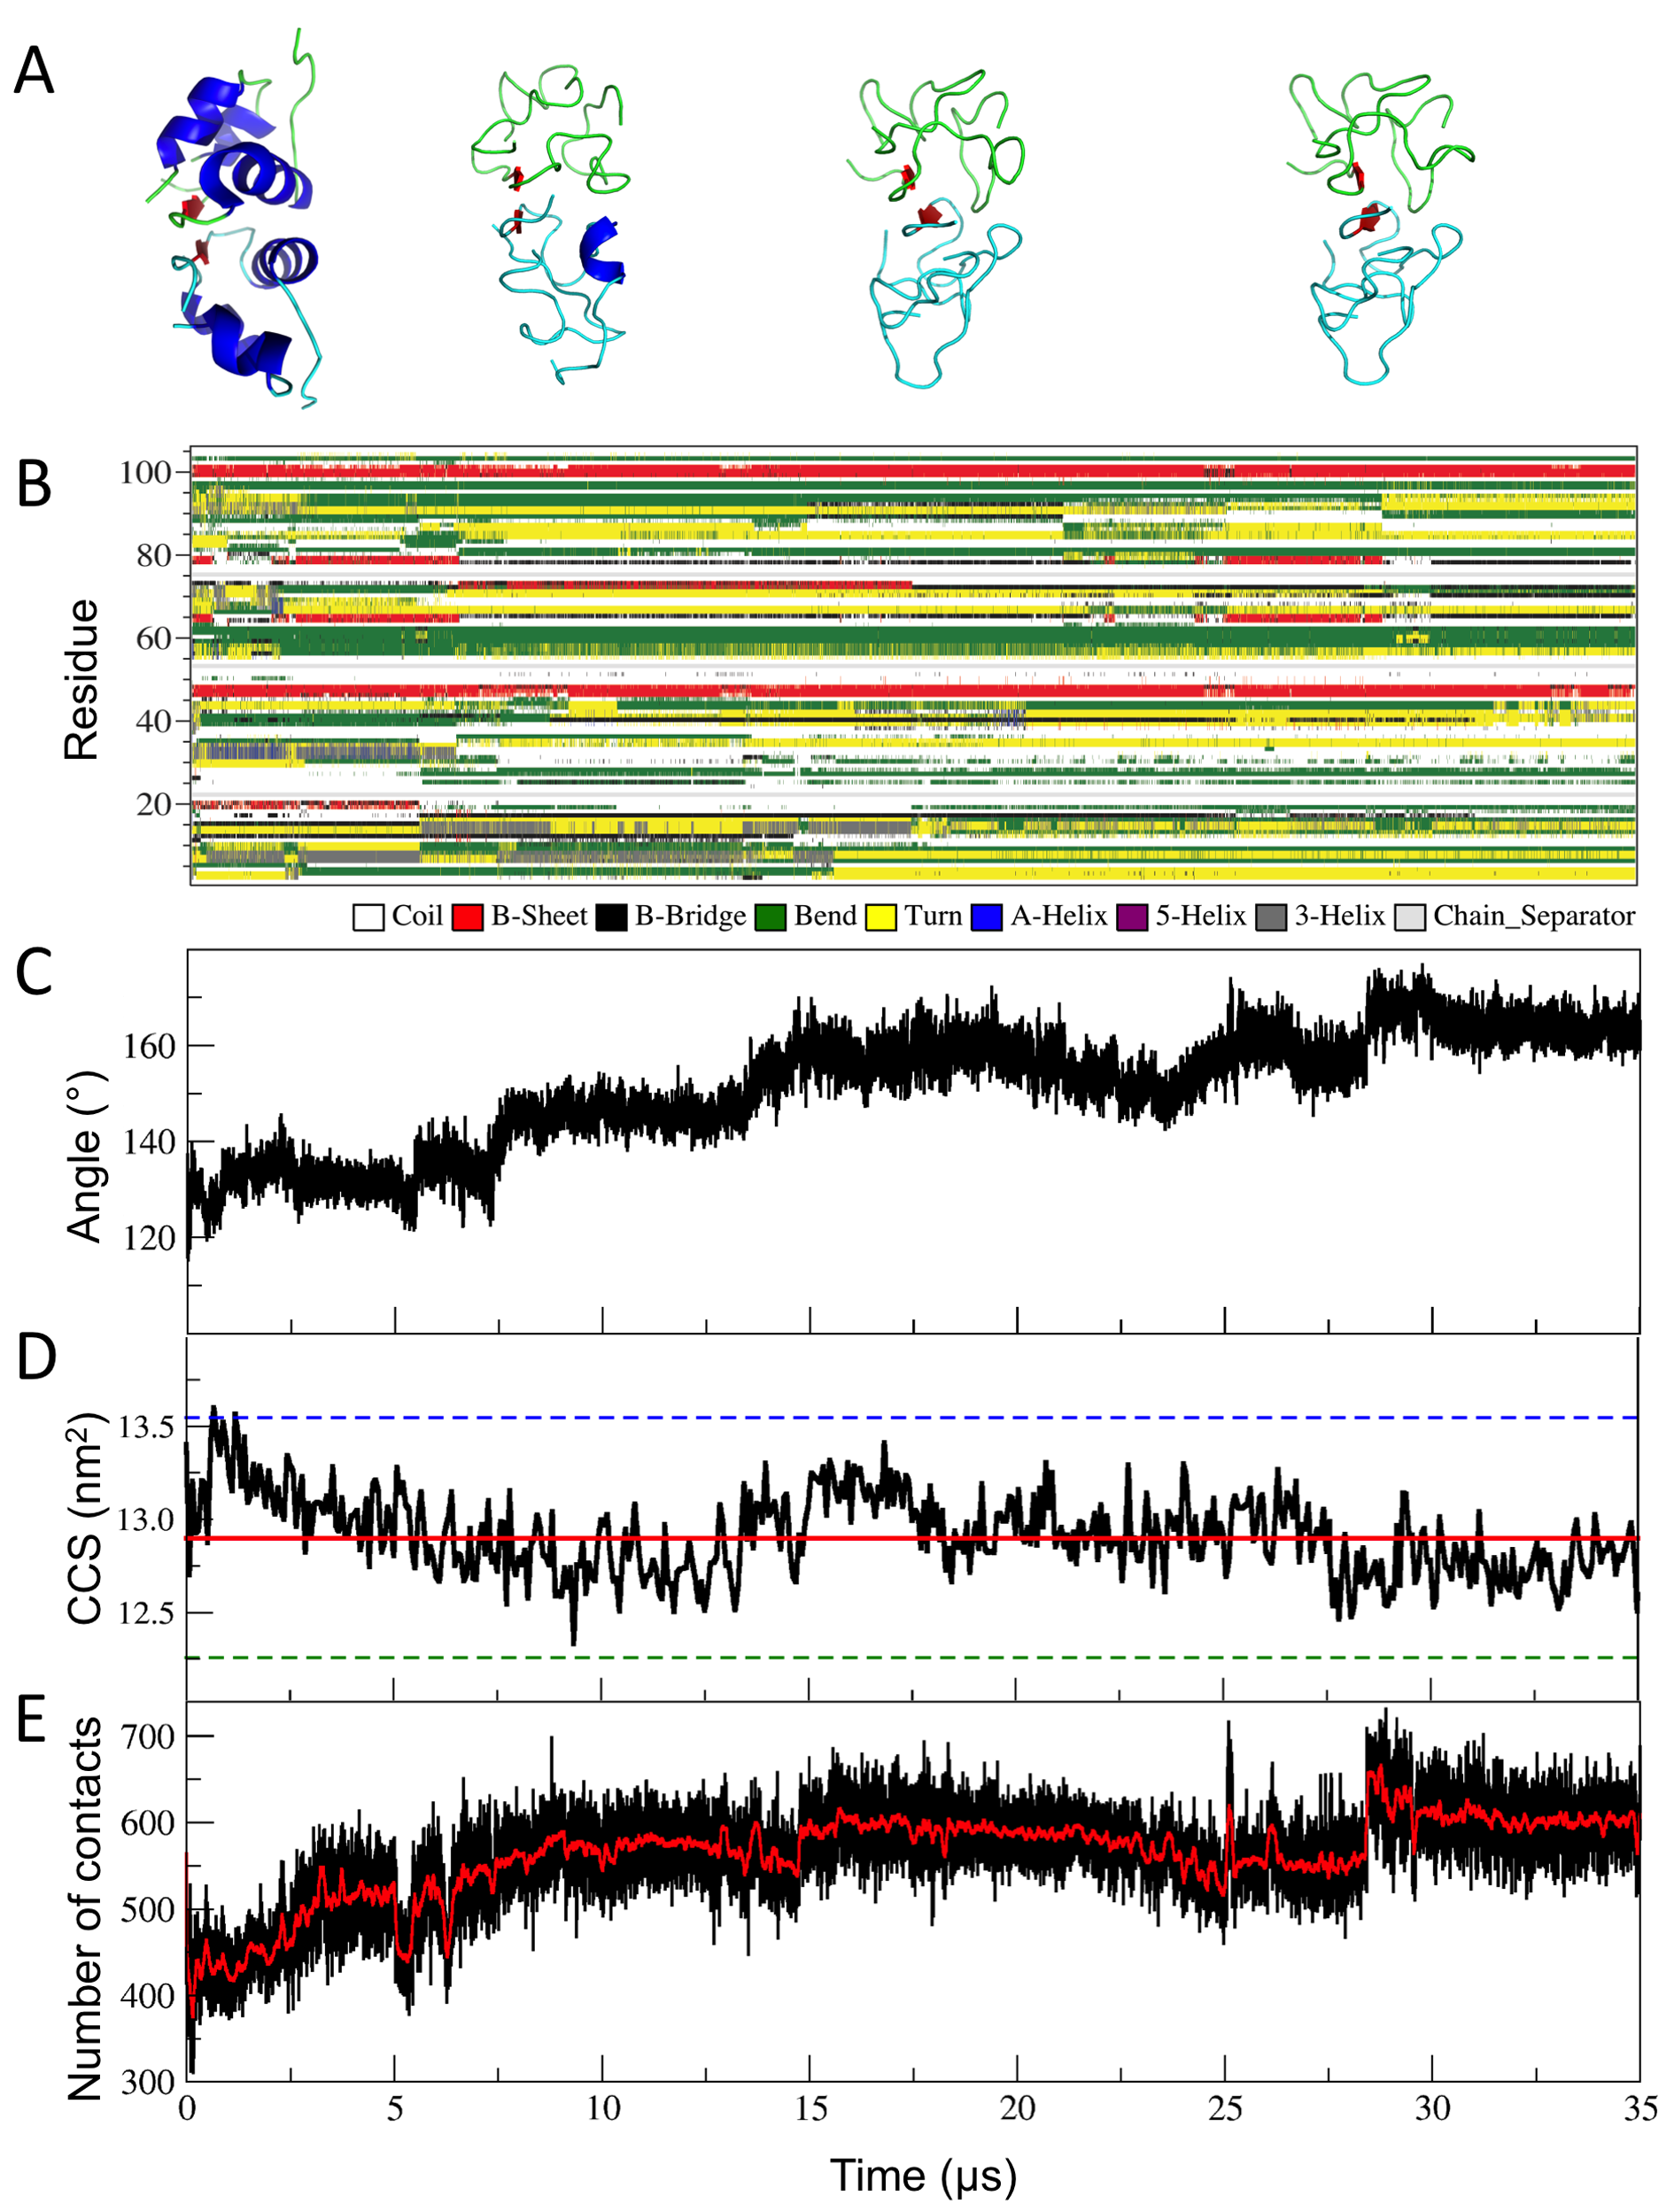 A
B
100
80
60
40
20
Residue
Coil B-Sheet B-Bridge Bend Turn A-Helix 5-Helix 3-Helix Chain_Separator
C
160
140
120
Angle (°)
D
13.5
13.0
12.5
CCS (nm²)
E
700
600
500
400
300
Number of contacts
0 5 10 15 20 25 30 35
Time (µs)